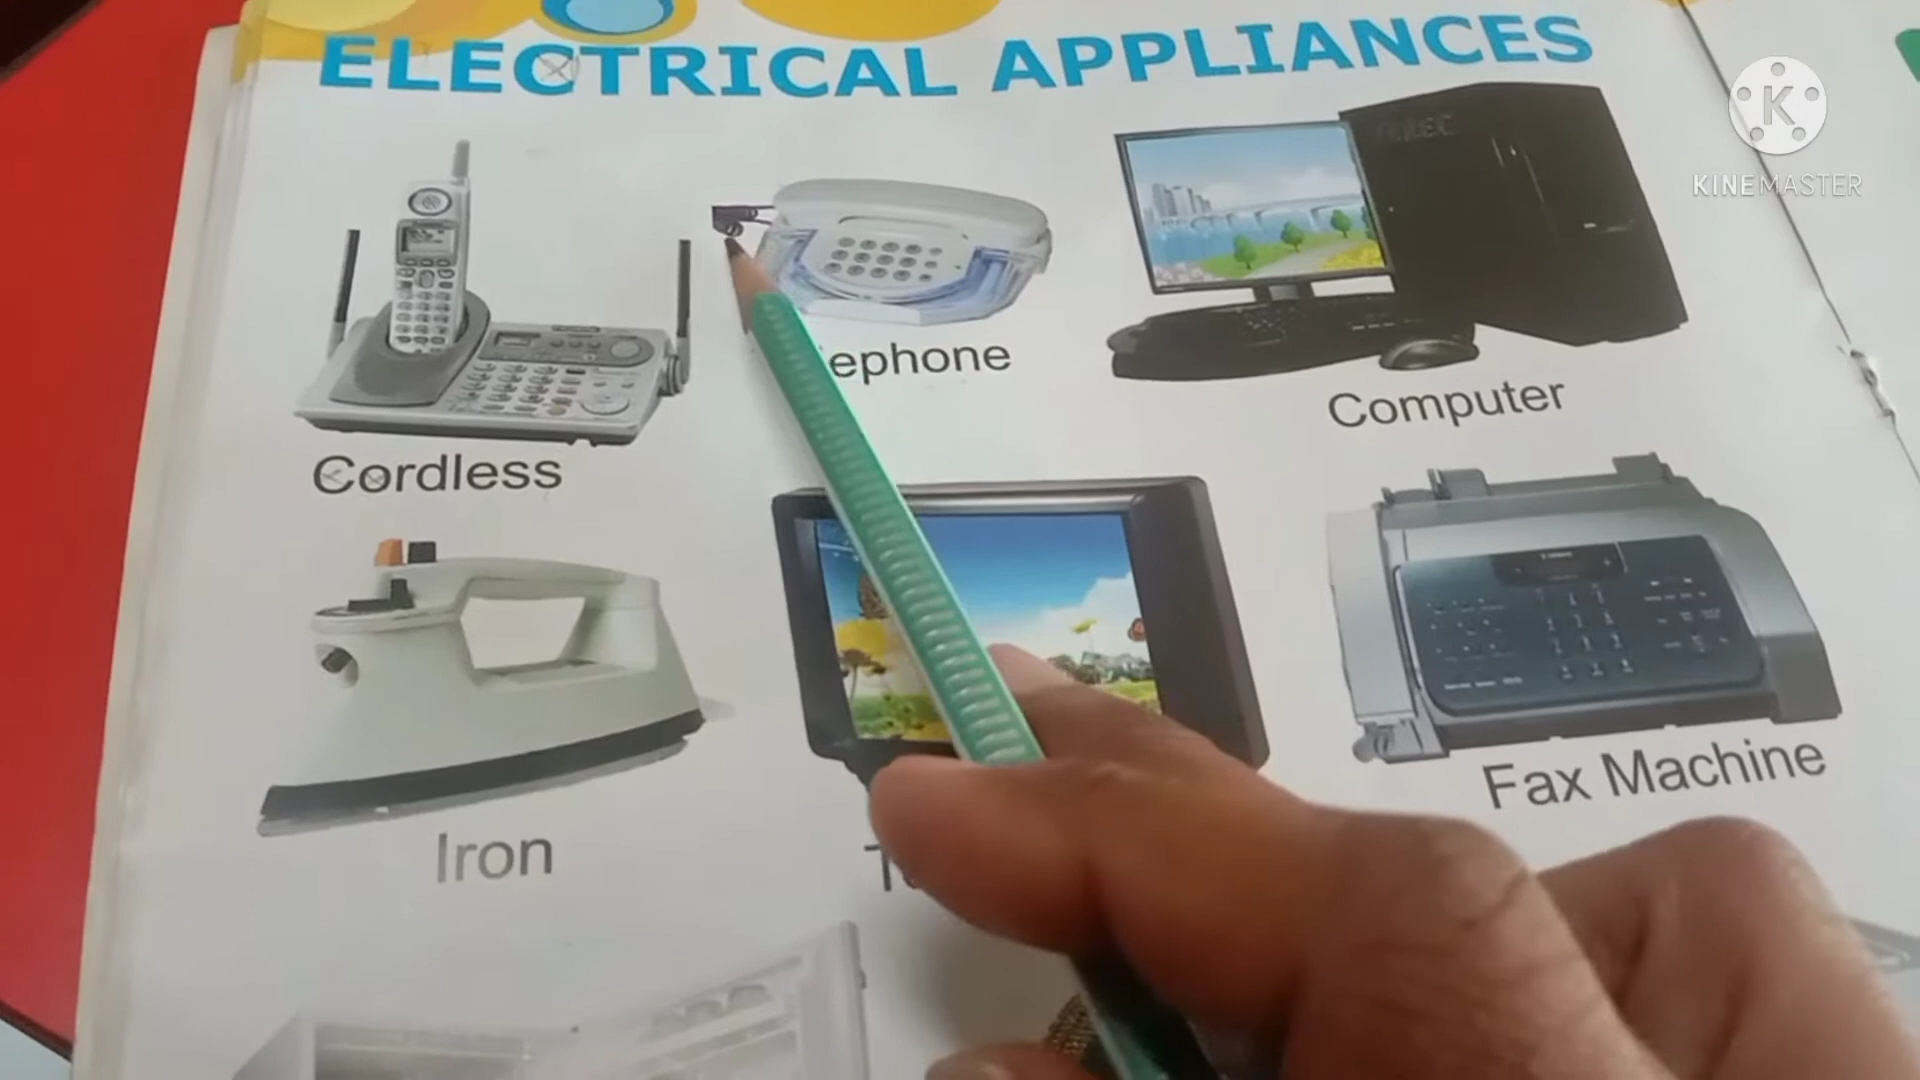 ELECTRICAL APPLIANCES
K
KINEMASTER
ephone
Computer
Cordless
Fax Machine
Iron